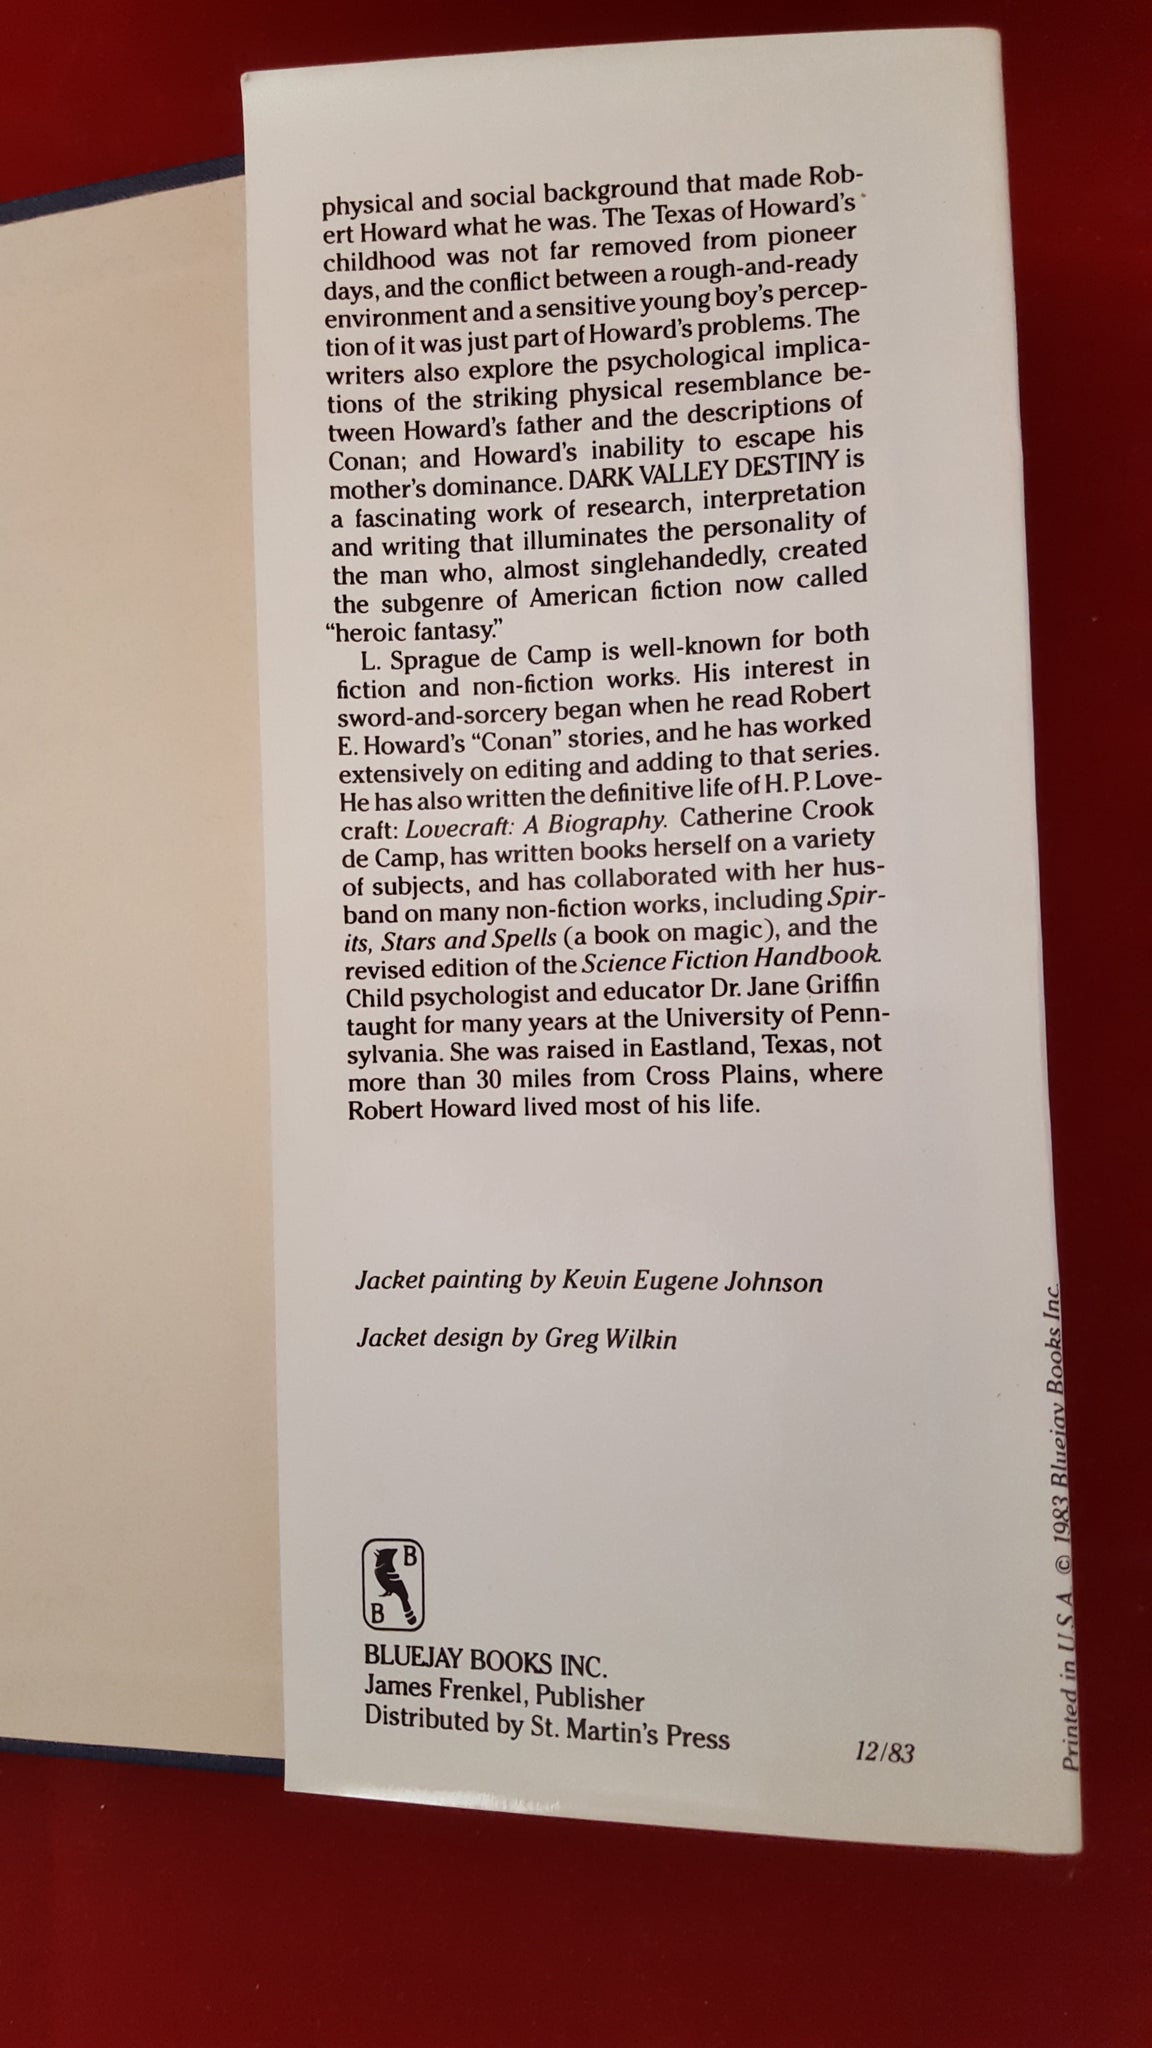 physical and social background that made Rob-
ert Howard what he was. The Texas of Howard's
childhood was not far removed from pioneer
days, and the conflict between a rough-and-ready
environment and a sensitive young boy's percep-
tion of it was just part of Howard's problems. The
writers also explore the psychological implica-
tions of the striking physical resemblance be-
tween Howard's father and the descriptions of
Conan; and Howard's inability to escape his
mother's dominance. DARK VALLEY DESTINY is
a fascinating work of research, interpretation
and writing that illuminates the personality of
the man who, almost singlehandedly, created
the subgenre of American fiction now called
“heroic fantasy.”
L. Sprague de Camp is well-known for both
fiction and non-fiction works. His interest in
sword-and-sorcery began when he read Robert
E. Howard's “Conan” stories, and he has worked
extensively on editing and adding to that series.
He has also written the definitive life of H. P. Love-
craft: Lovecraft: A Biography. Catherine Crook
de Camp, has written books herself on a variety
of subjects, and has collaborated with her hus-
band on many non-fiction works, including Spir-
its, Stars and Spells (a book on magic), and the
revised edition of the Science Fiction Handbook.
Child psychologist and educator Dr. Jane Griffin
taught for many years at the University of Penn-
sylvania. She was raised in Eastland, Texas, not
more than 30 miles from Cross Plains, where
Robert Howard lived most of his life.
Jacket painting by Kevin Eugene Johnson
Jacket design by Greg Wilkin
B
B
BLUEJAY BOOKS INC.
James Frenkel, Publisher
Distributed by St. Martin's Press
12/83
Printed in U.S.A. © 1983 Bluejay Books Inc.